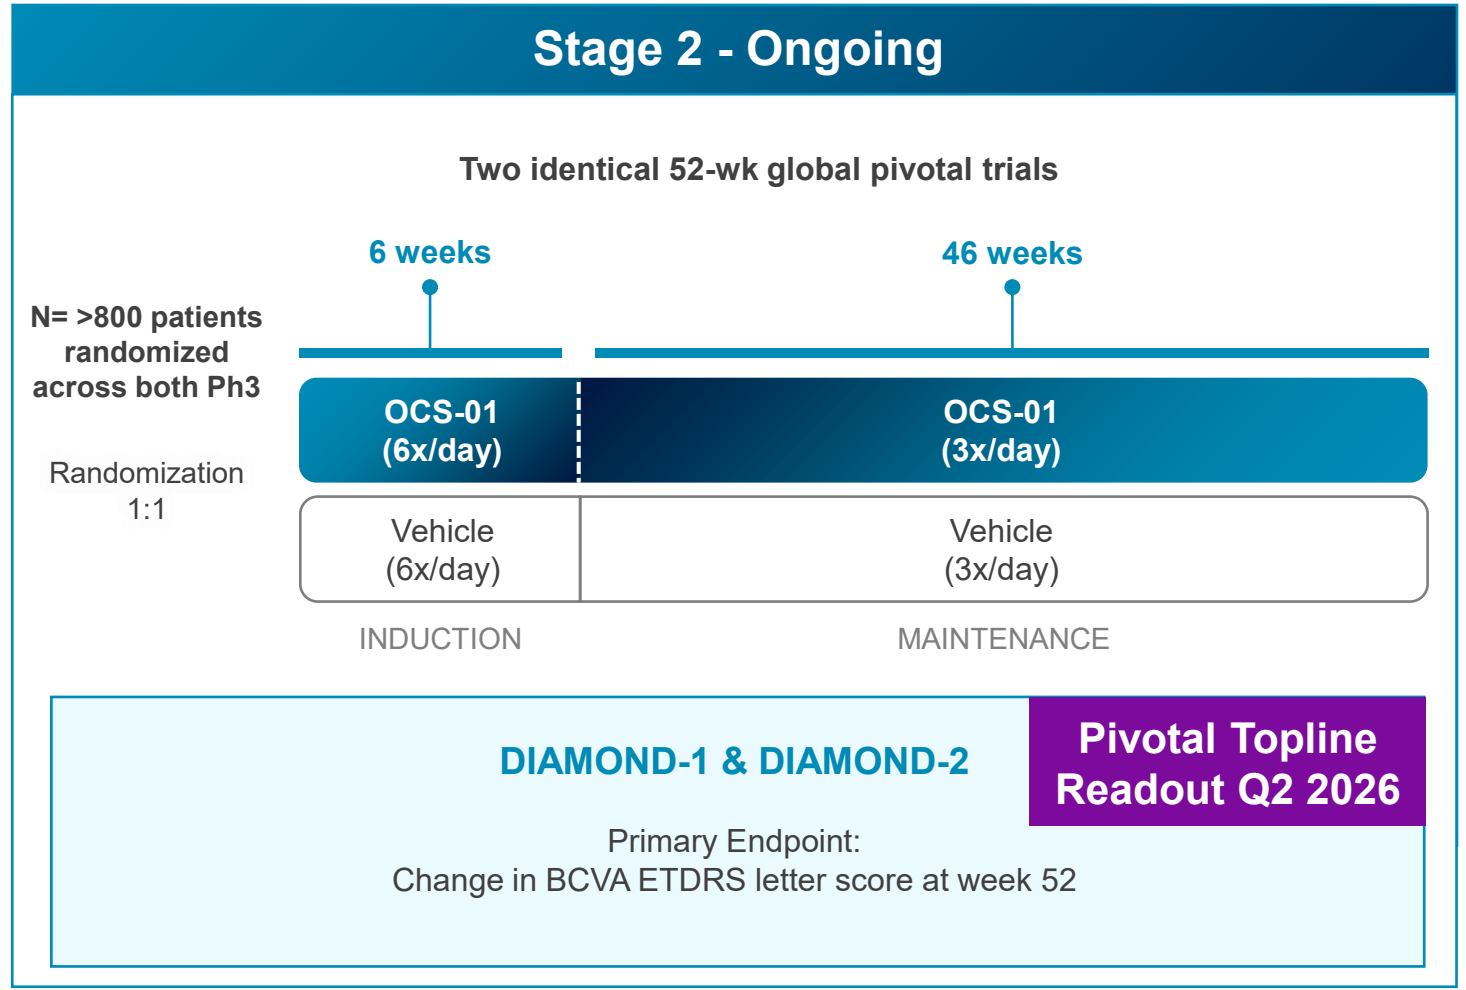 Stage 2 - Ongoing
Two identical 52-wk global pivotal trials
6 weeks
46 weeks
N= >800 patients
randomized
across both Ph3
Randomization
1:1
OCS-01
(6x/day)
OCS-01
(3x/day)
Vehicle
(6x/day)
Vehicle
(3x/day)
INDUCTION
MAINTENANCE
DIAMOND-1 & DIAMOND-2
Pivotal Topline
Readout Q2 2026
Primary Endpoint:
Change in BCVA ETDRS letter score at week 52